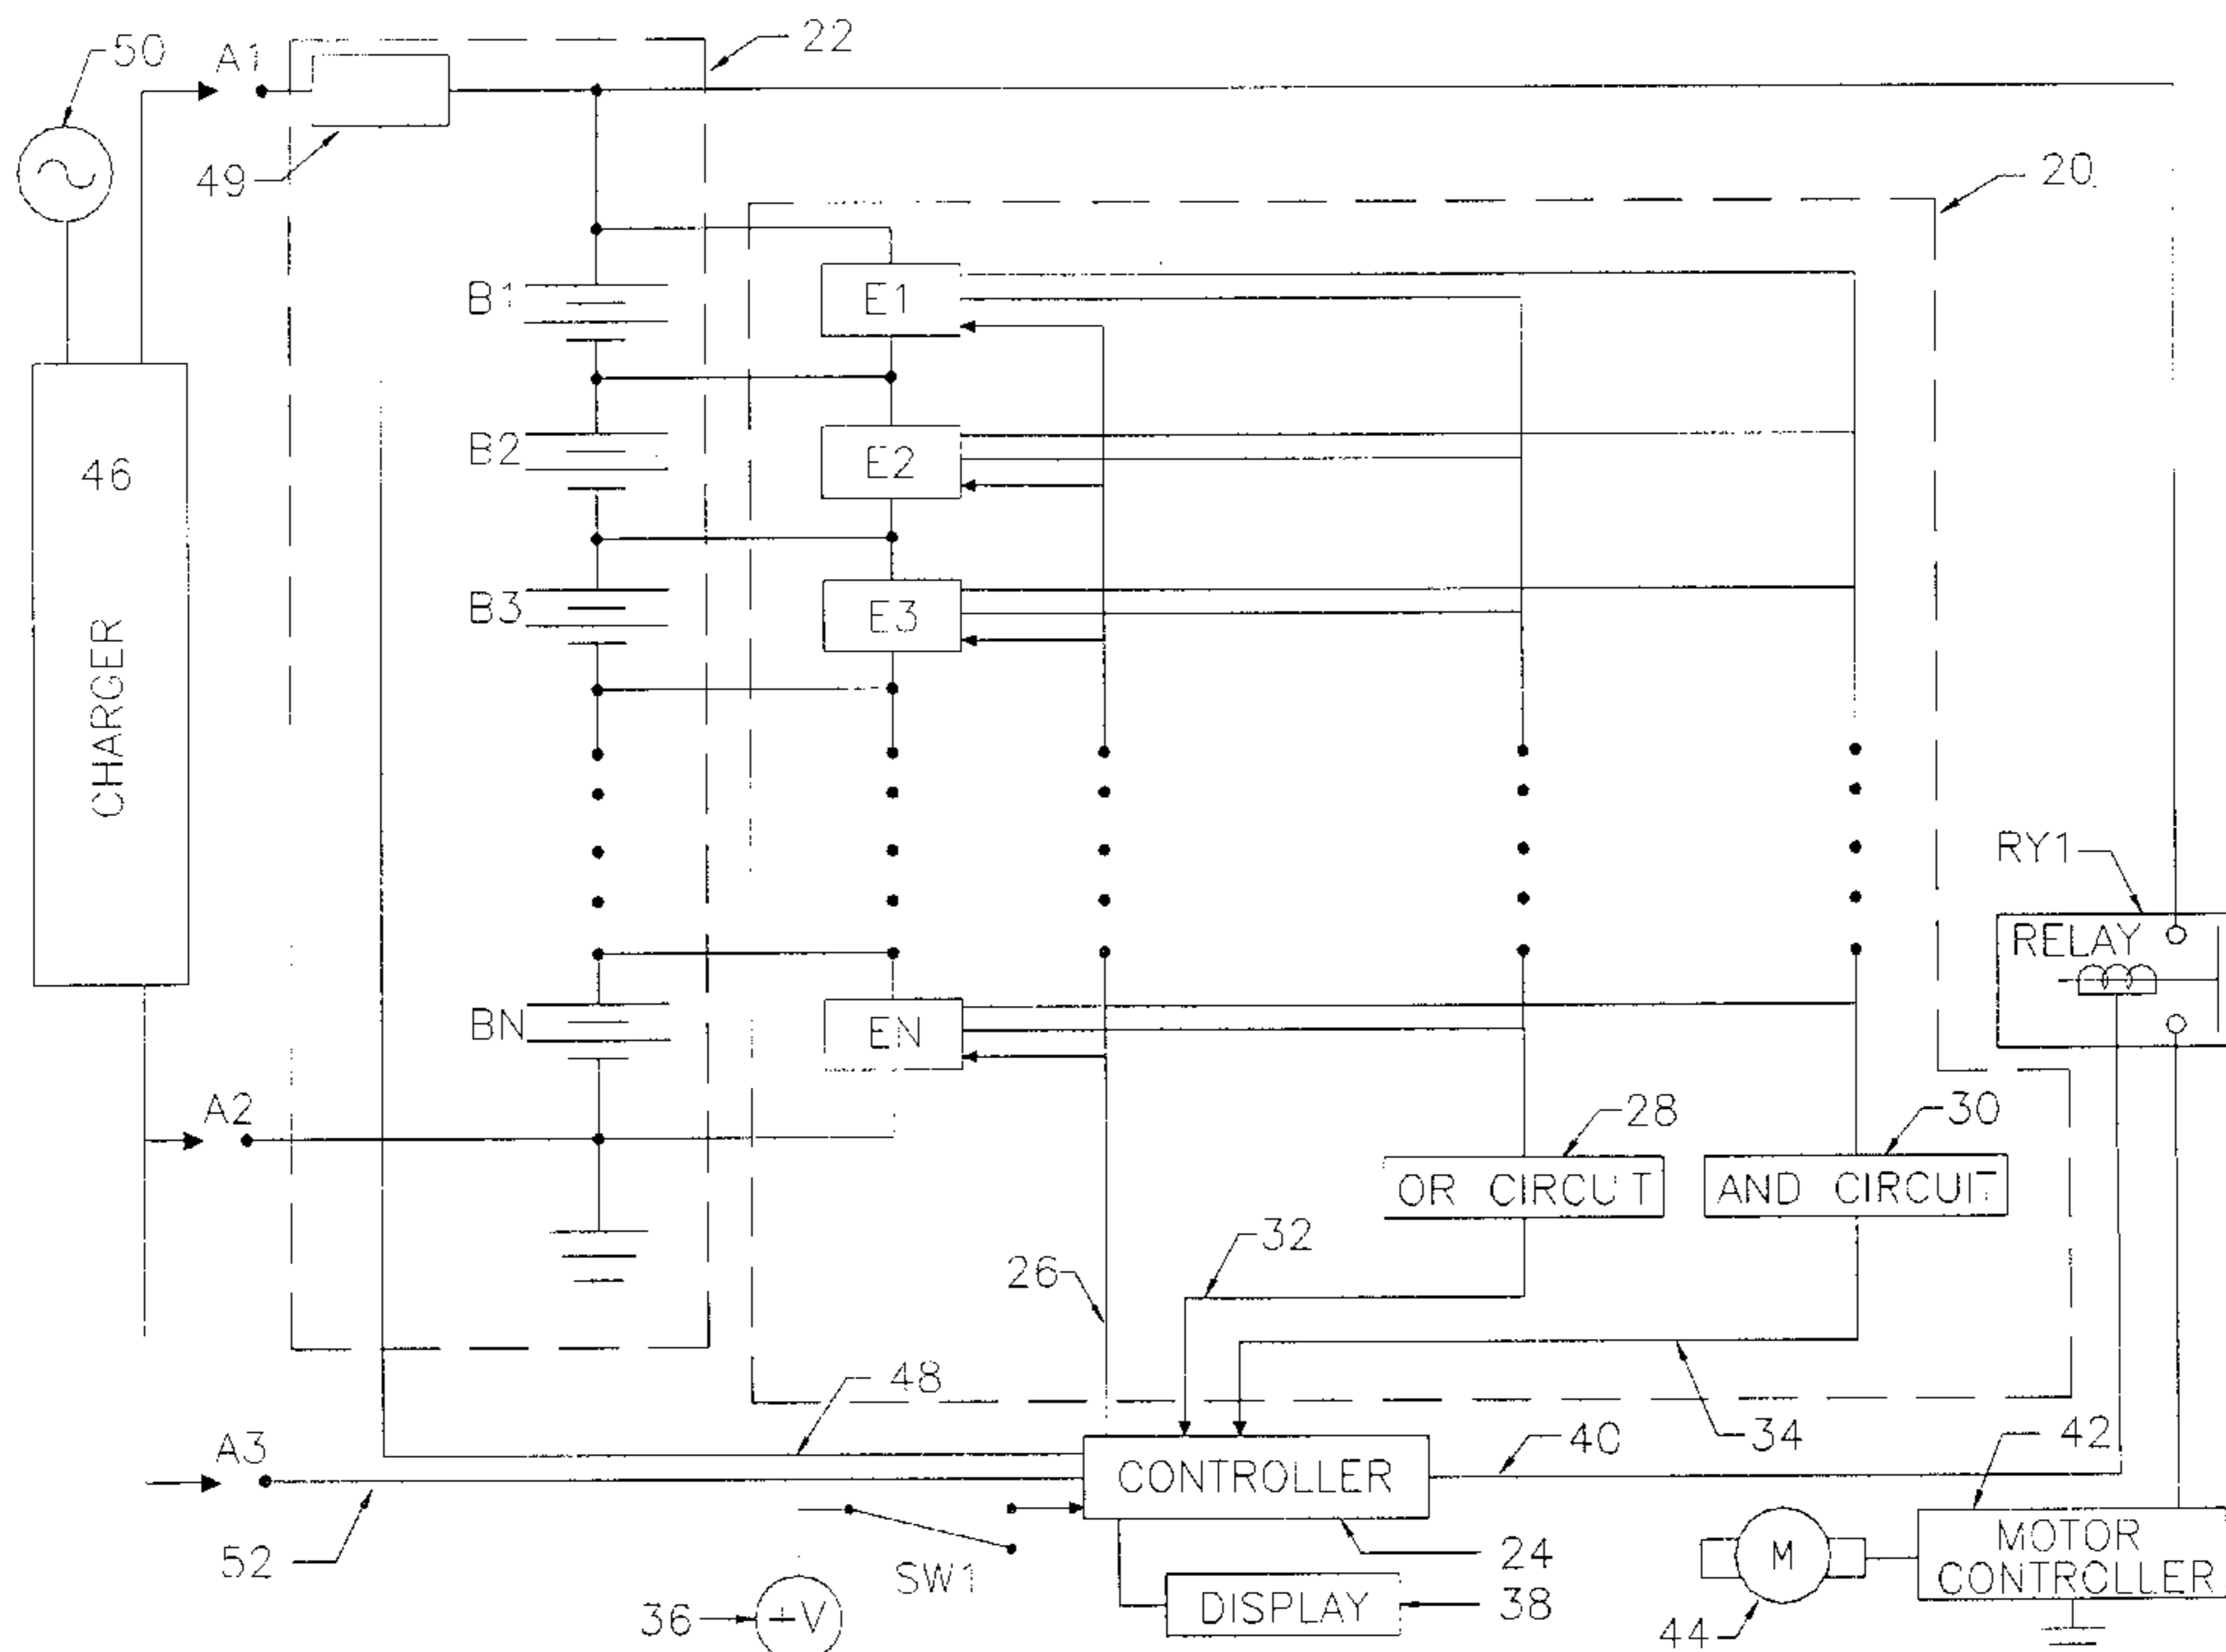 50
A1
22
49
20
B1
E1
B2
E2
46
CHARGER
B3
E3
RY1
RELAY
BN
EN
A2
28
30
OR CIRCUIT
AND CIRCUIT
32
26
48
34
40
42
A3
CONTROLLER
52
SW1
24
MOTOR
CONTROLLER
M
36
+V
DISPLAY
38
44